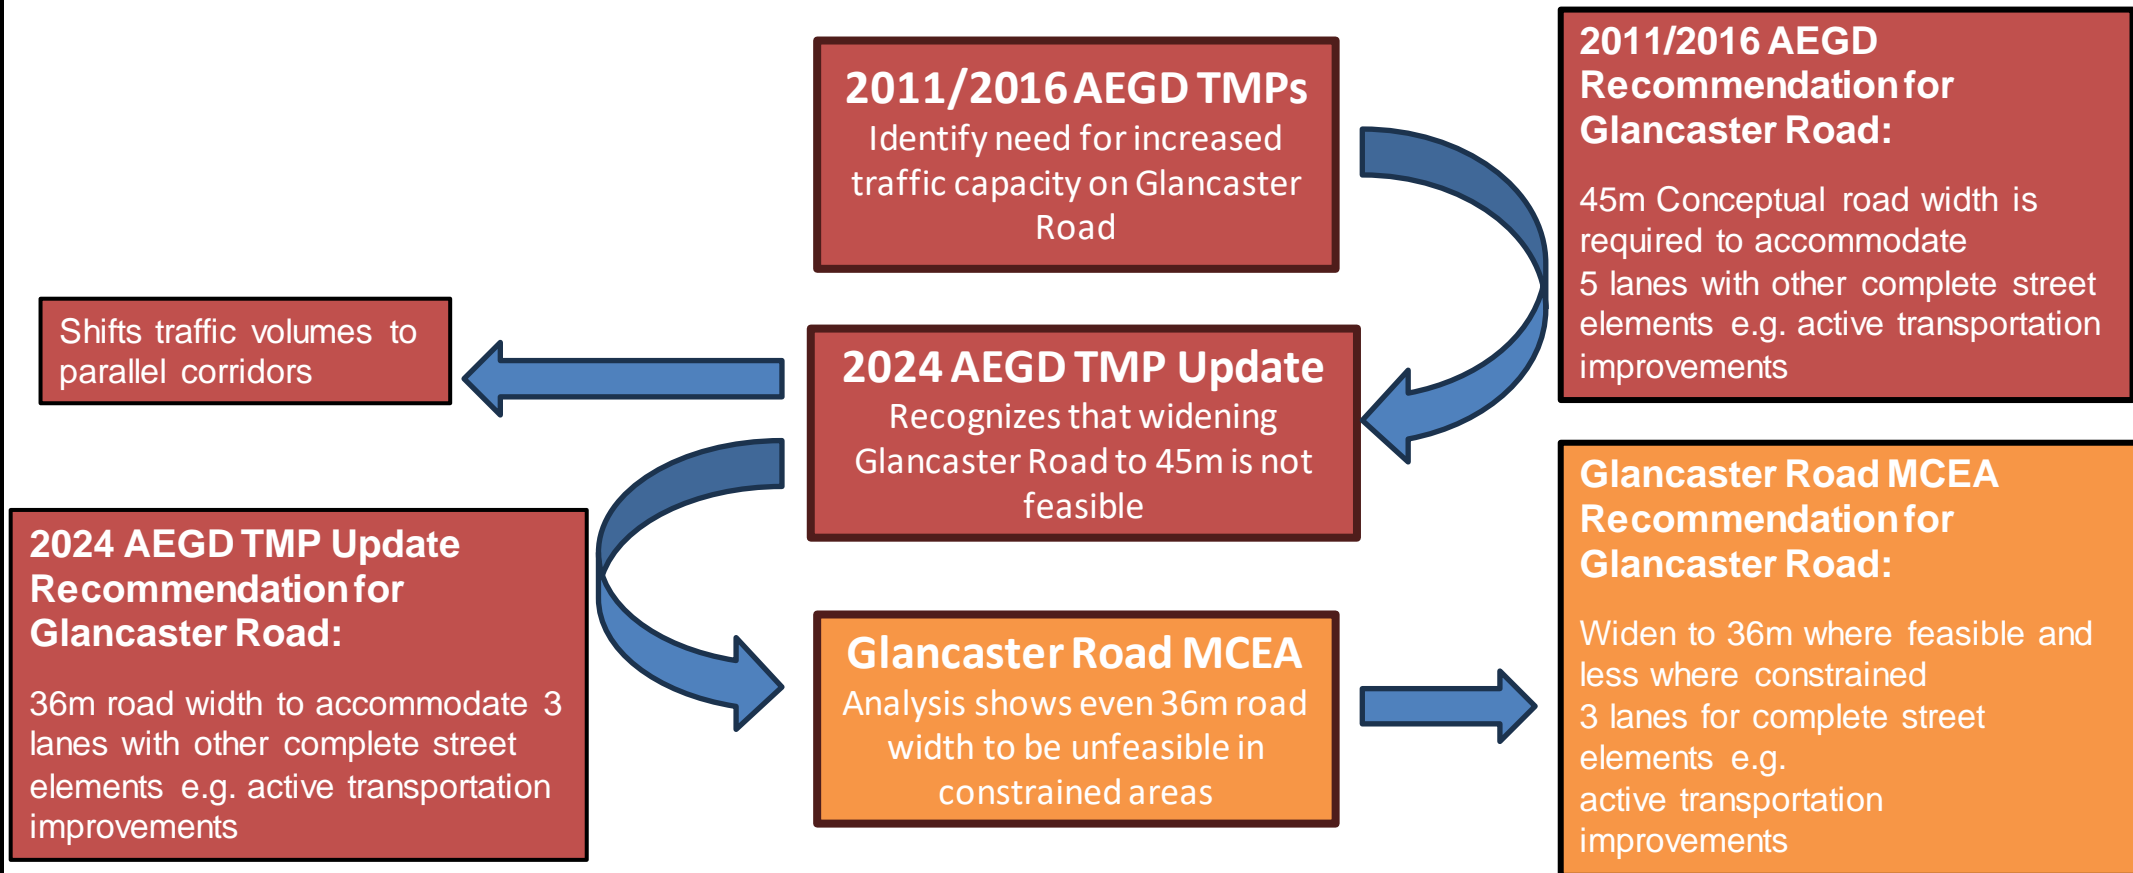 2011/2016 AEGD TMPs
Identify need for increased
traffic capacity on Glancaster
Road
2011/2016 AEGD
Recommendation for
Glancaster Road:
45m Conceptual road width is
required to accommodate
5 lanes with other complete street
elements e.g. active transportation
improvements
Shifts traffic volumes to
parallel corridors
2024 AEGD TMP Update
Recognizes that widening
Glancaster Road to 45m is not
feasible
2024 AEGD TMP Update
Recommendation for
Glancaster Road:
36m road width to accommodate 3
lanes with other complete street
elements e.g. active transportation
improvements
Glancaster Road MCEA
Analysis shows even 36m road
width to be unfeasible in
constrained areas
Glancaster Road MCEA
Recommendation for
Glancaster Road:
Widen to 36m where feasible and
less where constrained
3 lanes for complete street
elements e.g.
active transportation
improvements